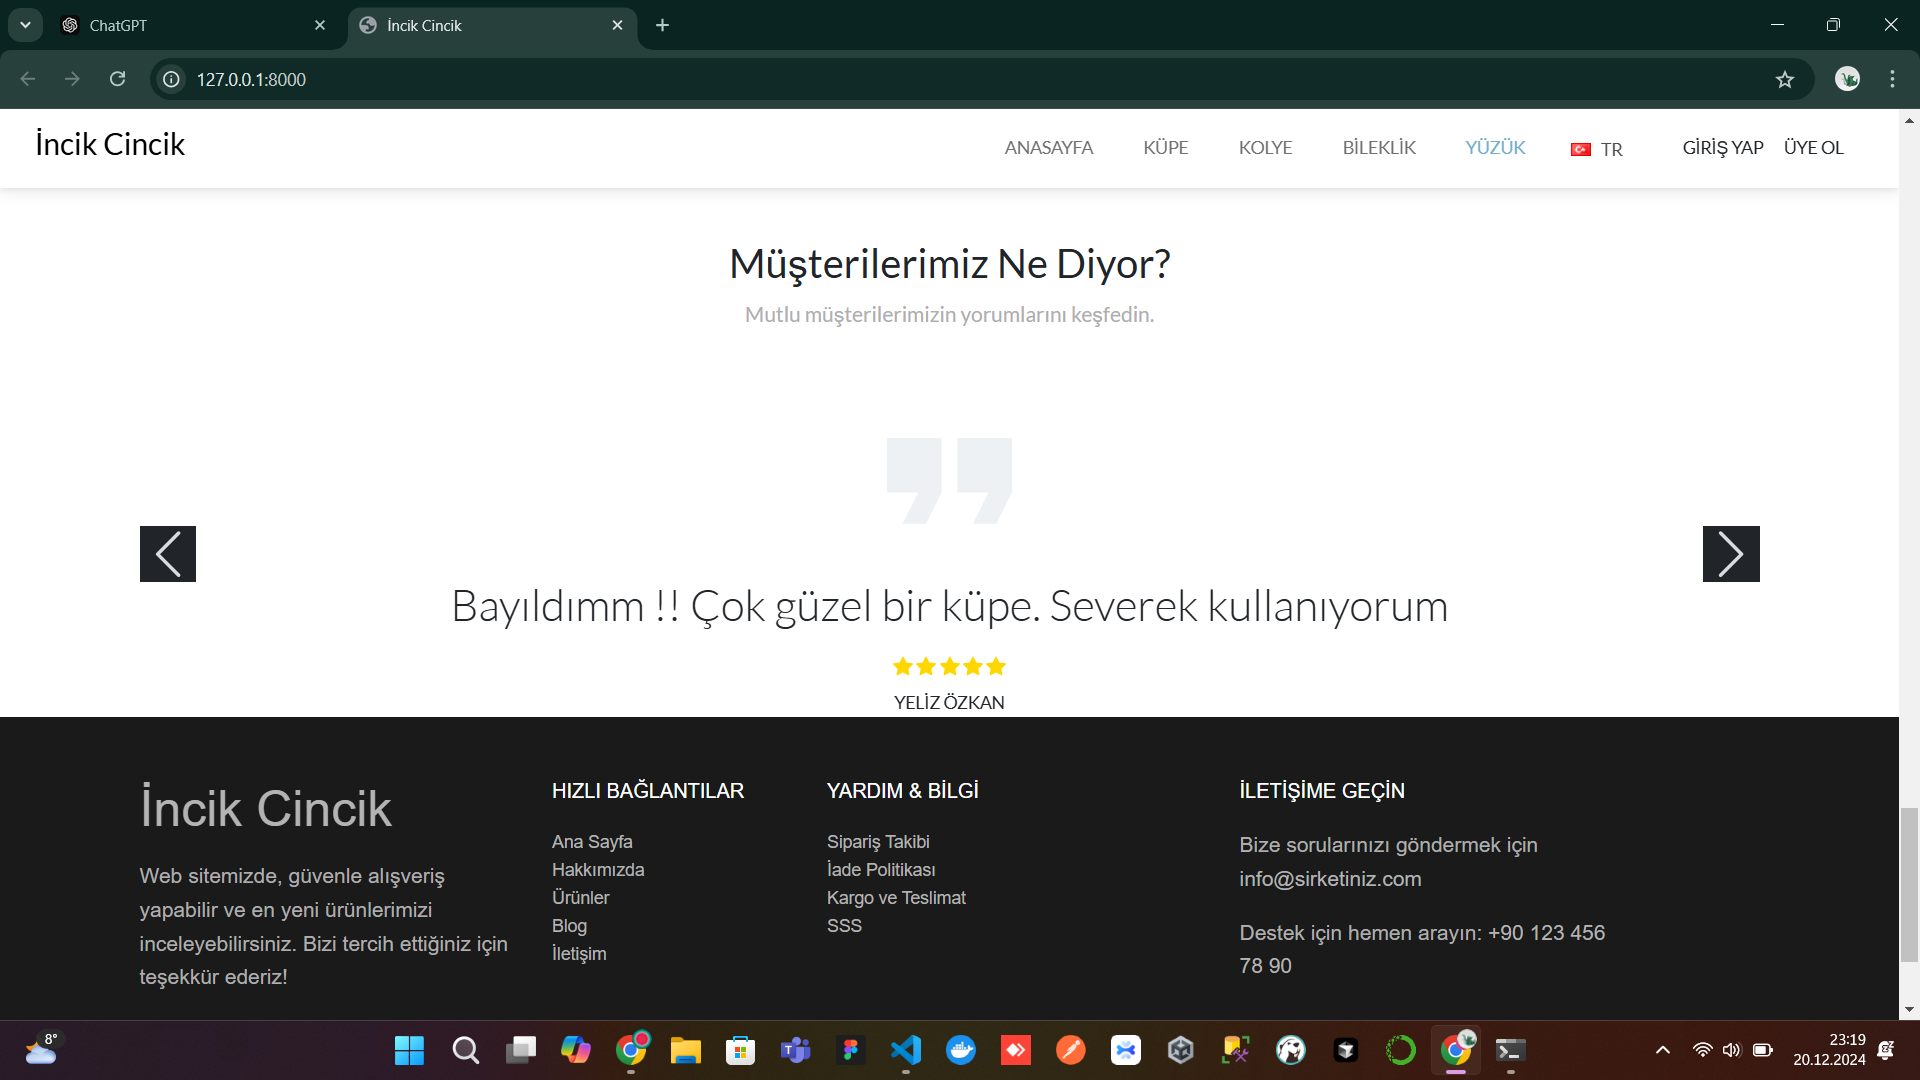 ChatGPT
İncik Cincik
127.0.0.1:8000
İncik Cincik
ANASAYFA
KÜPE
KOLYE
BİLEKLİK
YÜZÜK
TR
GİRİŞ YAP
ÜYE OL
Müşterilerimiz Ne Diyor?
Mutlu müşterilerimizin yorumlarını keşfedin.
Bayıldımm !! Çok güzel bir küpe. Severek kullanıyorum
YELİZ ÖZKAN
İncik Cincik
Web sitemizde, güvenle alışveriş
yapabilir ve en yeni ürünlerimizi
inceleyebilirsiniz. Bizi tercih ettiğiniz için
teşekkür ederiz!
HIZLI BAĞLANTILAR
Ana Sayfa
Hakkımızda
Ürünler
Blog
İletişim
YARDIM & BİLGİ
Sipariş Takibi
İade Politikası
Kargo ve Teslimat
SSS
İLETİŞİME GEÇİN
Bize sorularınızı göndermek için
info@sirketiniz.com
Destek için hemen arayın: +90 123 456
78 90
8°
23:19
20.12.2024